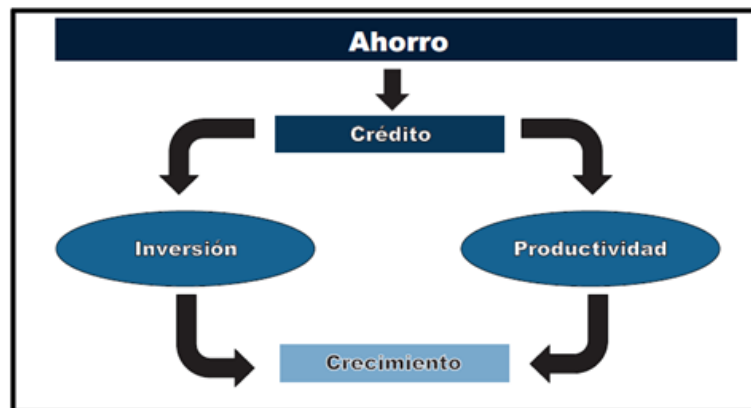 Ahorro
Crédito
Inversión
Productividad
Crecimiento